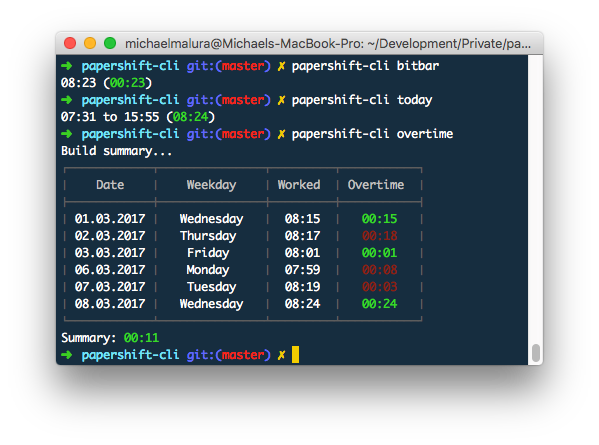 michaelmalura@Michaels-MacBook-Pro: ~/Development/Private/pa...
➜ papershift-cli git:(master) ✗ papershift-cli bitbar
08:23 (00:23)
➜ papershift-cli git:(master) ✗ papershift-cli today
07:31 to 15:55 (08:24)
➜ papershift-cli git:(master) ✗ papershift-cli overtime
Build summary...
Date Weekday Worked Overtime
01.03.2017 Wednesday 08:15 00:15
02.03.2017 Thursday 08:17 00:18
03.03.2017 Friday 08:01 00:01
06.03.2017 Monday 07:59 00:08
07.03.2017 Tuesday 08:19 00:03
08.03.2017 Wednesday 08:24 00:24
Summary: 00:11
➜ papershift-cli git:(master) ✗